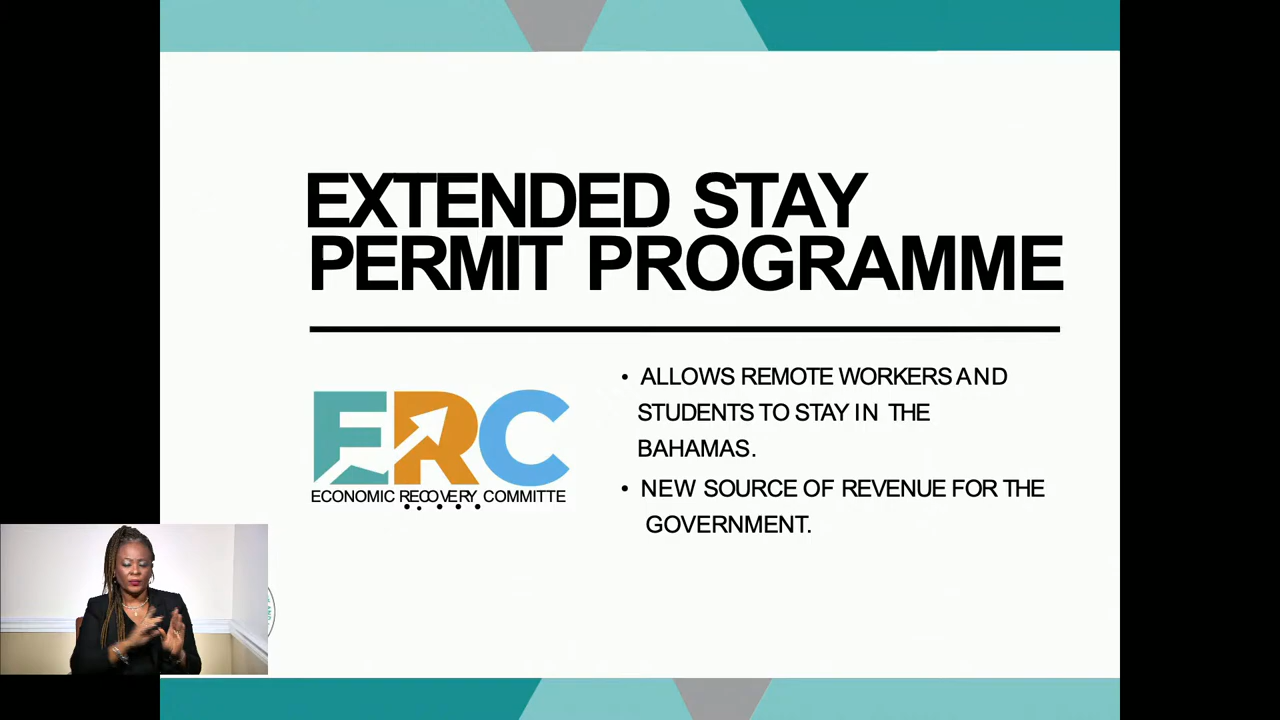 EXTENDED STAY
PERMIT PROGRAMME
ERC
ECONOMIC RECOVERY COMMITTE
• ALLOWS REMOTE WORKERS AND
STUDENTS TO STAY IN THE
BAHAMAS.
• NEW SOURCE OF REVENUE FOR THE
GOVERNMENT.